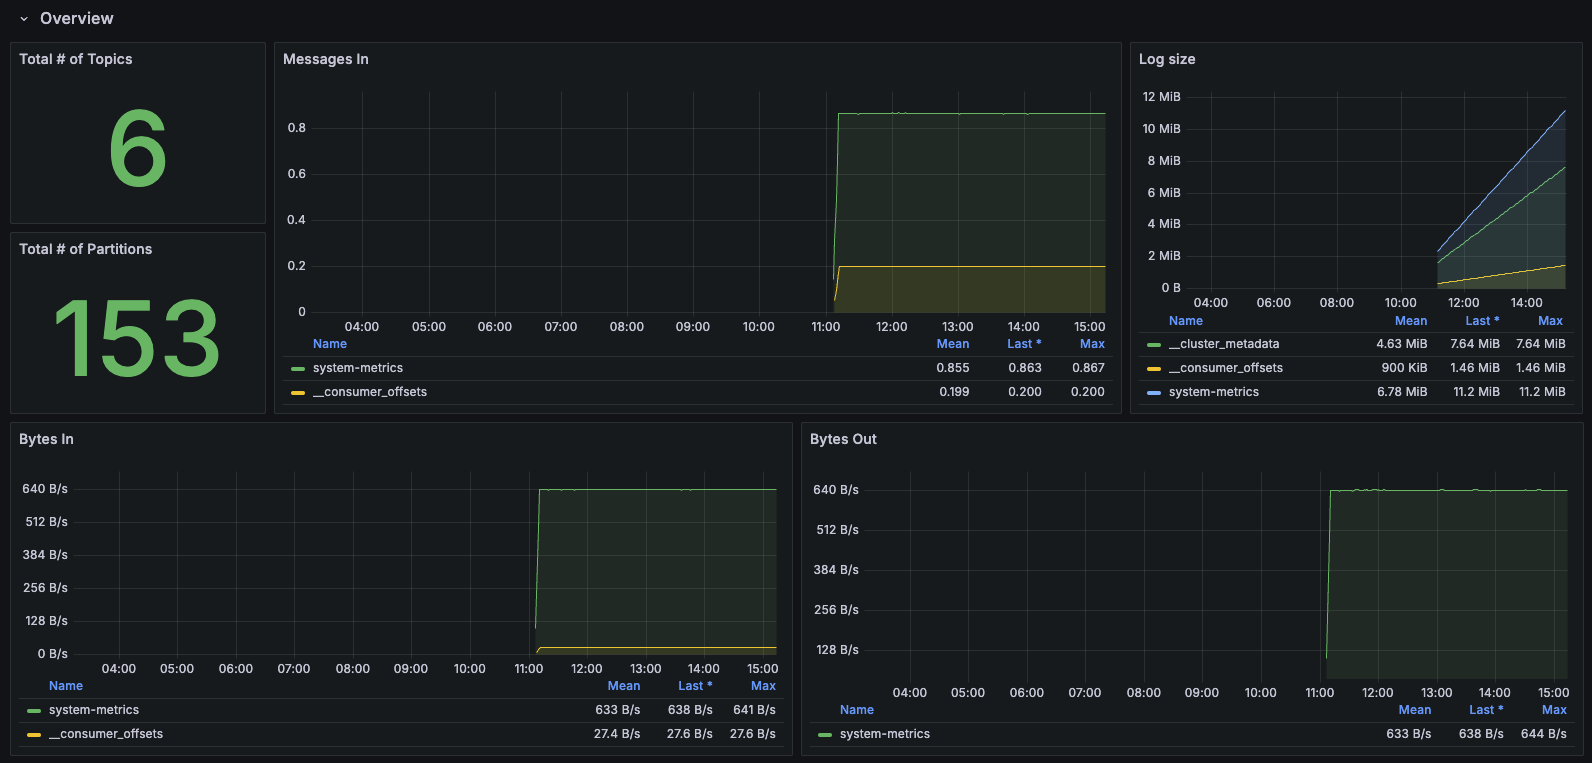 Overview
Total # of Topics
6
Total # of Partitions
153
Messages In
0.8
0.6
0.4
0.2
0
04:00 05:00 06:00 07:00 08:00 09:00 10:00 11:00 12:00 13:00 14:00 15:00
Name Mean Last * Max
system-metrics 0.855 0.863 0.867
__consumer_offsets 0.199 0.200 0.200
Log size
12 MiB
10 MiB
8 MiB
6 MiB
4 MiB
2 MiB
0 B
04:00 06:00 08:00 10:00 12:00 14:00
Name Mean Last * Max
__cluster_metadata 4.63 MiB 7.64 MiB 7.64 MiB
__consumer_offsets 900 KiB 1.46 MiB 1.46 MiB
system-metrics 6.78 MiB 11.2 MiB 11.2 MiB
Bytes In
640 B/s
512 B/s
384 B/s
256 B/s
128 B/s
0 B/s
04:00 05:00 06:00 07:00 08:00 09:00 10:00 11:00 12:00 13:00 14:00 15:00
Name Mean Last * Max
system-metrics 633 B/s 638 B/s 641 B/s
__consumer_offsets 27.4 B/s 27.6 B/s 27.6 B/s
Bytes Out
640 B/s
512 B/s
384 B/s
256 B/s
128 B/s
04:00 05:00 06:00 07:00 08:00 09:00 10:00 11:00 12:00 13:00 14:00 15:00
Name Mean Last * Max
system-metrics 633 B/s 638 B/s 644 B/s